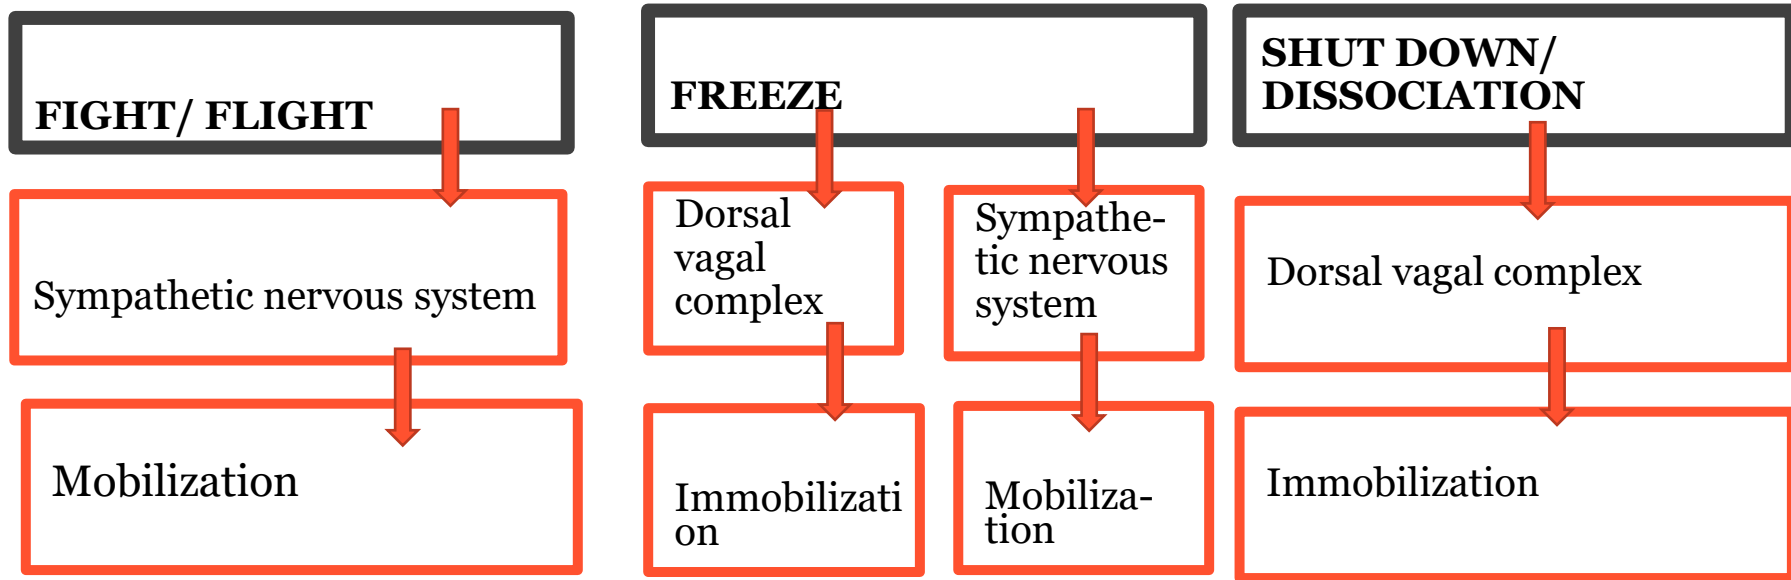 FIGHT/ FLIGHT
Sympathetic nervous system
Mobilization
FREEZE
Dorsal
vagal
complex
Immobilizati
on
Sympathe-
tic nervous
system
Mobiliza-
tion
SHUT DOWN/
DISSOCIATION
Dorsal vagal complex
Immobilization